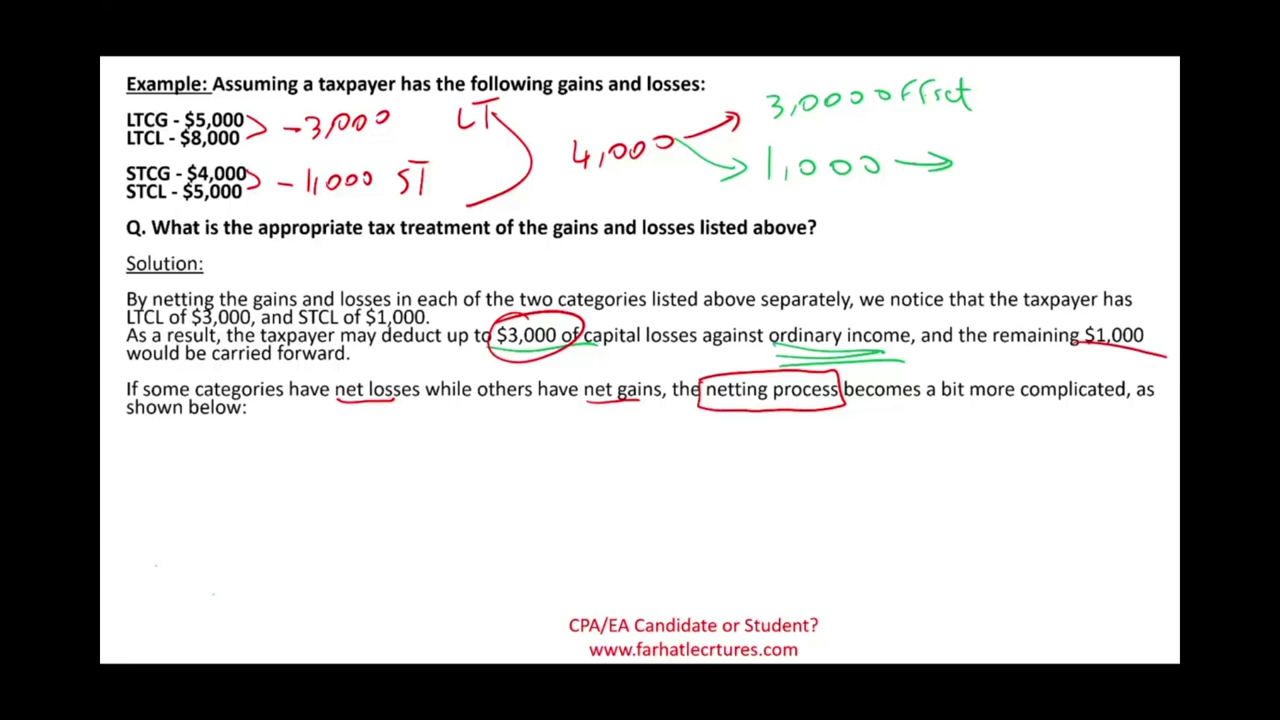 Example: Assuming a taxpayer has the following gains and losses:
3,000 offset
LTCG - $5,000
LTCL - $8,000
-3,000
LT
4,000
1,000
STCG - $4,000
STCL - $5,000
-1,000 ST
Q. What is the appropriate tax treatment of the gains and losses listed above?
Solution:
By netting the gains and losses in each of the two categories listed above separately, we notice that the taxpayer has
LTCL of $3,000, and STCL of $1,000.
As a result, the taxpayer may deduct up to $3,000 of capital losses against ordinary income, and the remaining $1,000
would be carried forward.
If some categories have net losses while others have net gains, the netting process becomes a bit more complicated, as
shown below:
CPA/EA Candidate or Student?
www.farhatlecrtures.com